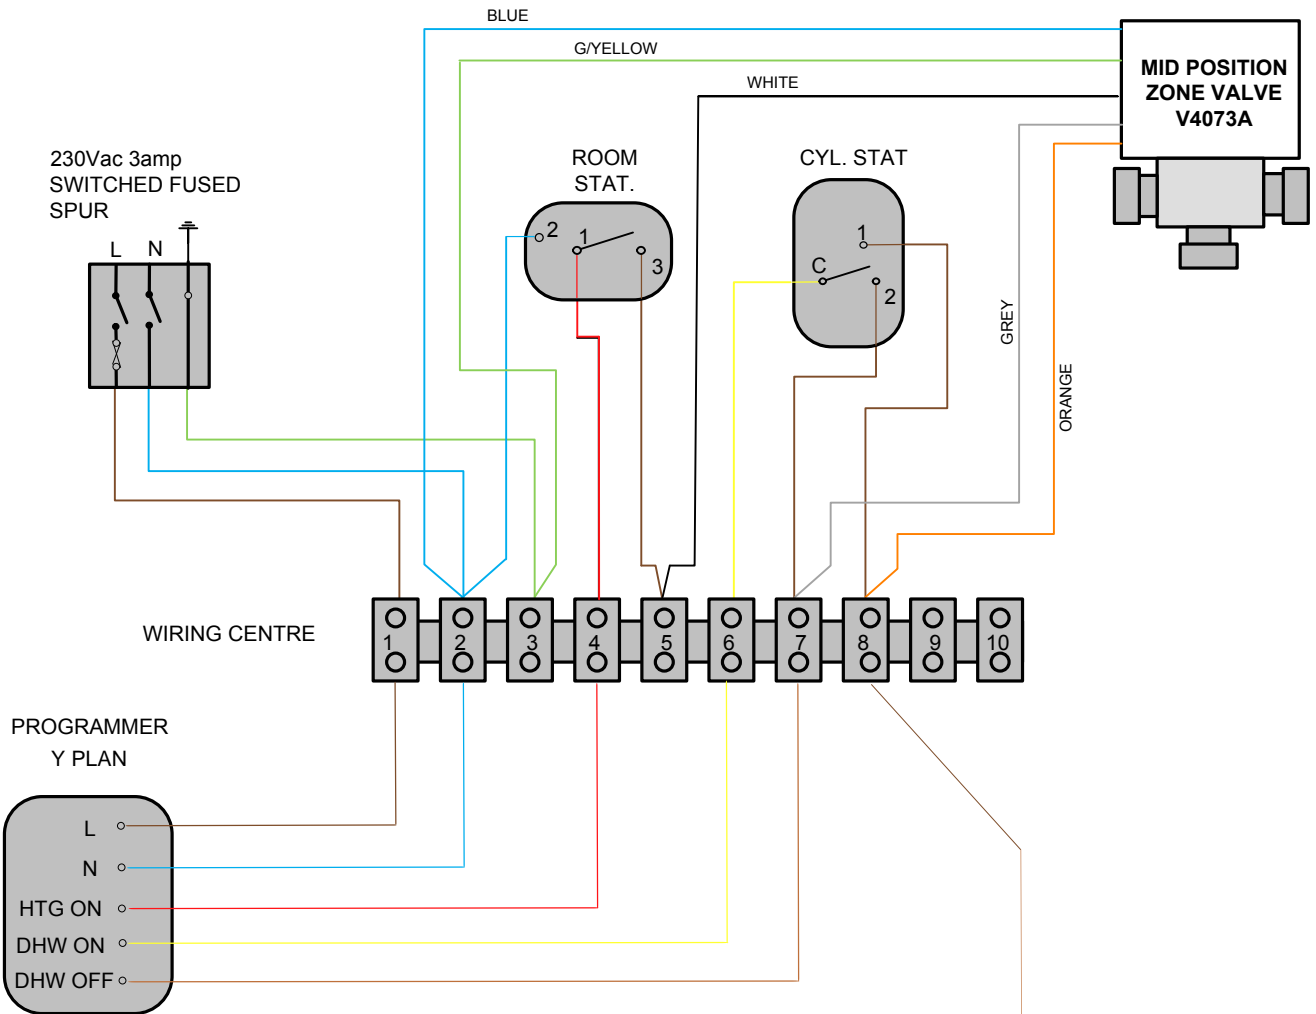 BLUE
G/YELLOW
WHITE
MID POSITION
ZONE VALVE
V4073A
230Vac 3amp
SWITCHED FUSED
SPUR
L N
ROOM
STAT.
2 1
3
CYL. STAT
1
C
2
GREY
ORANGE
WIRING CENTRE
1 2 3 4 5 6 7 8 9 10
PROGRAMMER
Y PLAN
L
N
HTG ON
DHW ON
DHW OFF